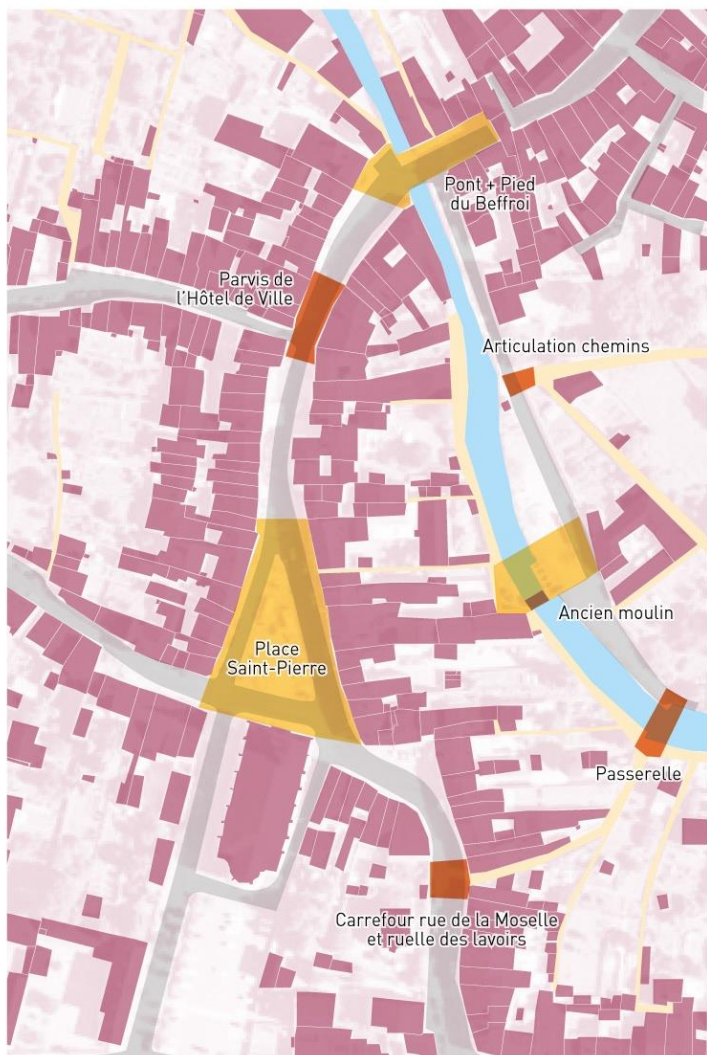 Pont + Pied
du Beffroi
Parvis de
l'Hôtel de Ville
Articulation chemins
Ancien moulin
Place
Saint-Pierre
Passerelle
Carrefour rue de la Moselle
et ruelle des lavoirs